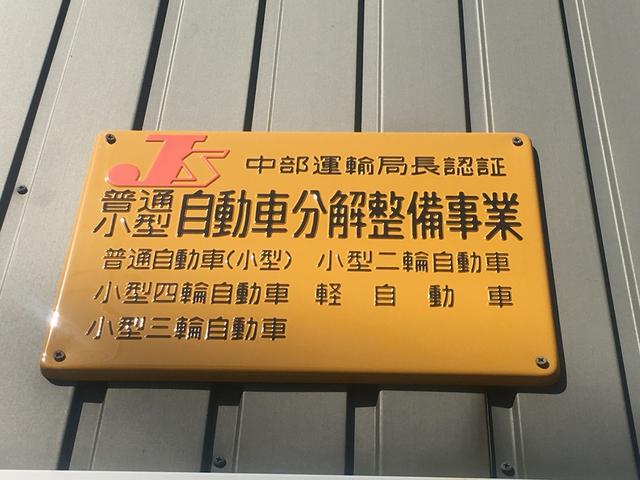 JS 中部運輸局長認証
普通
小型 自動車分解整備事業
普通自動車(小型) 小型二輪自動車
小型四輪自動車 軽自動車
小型三輪自動車